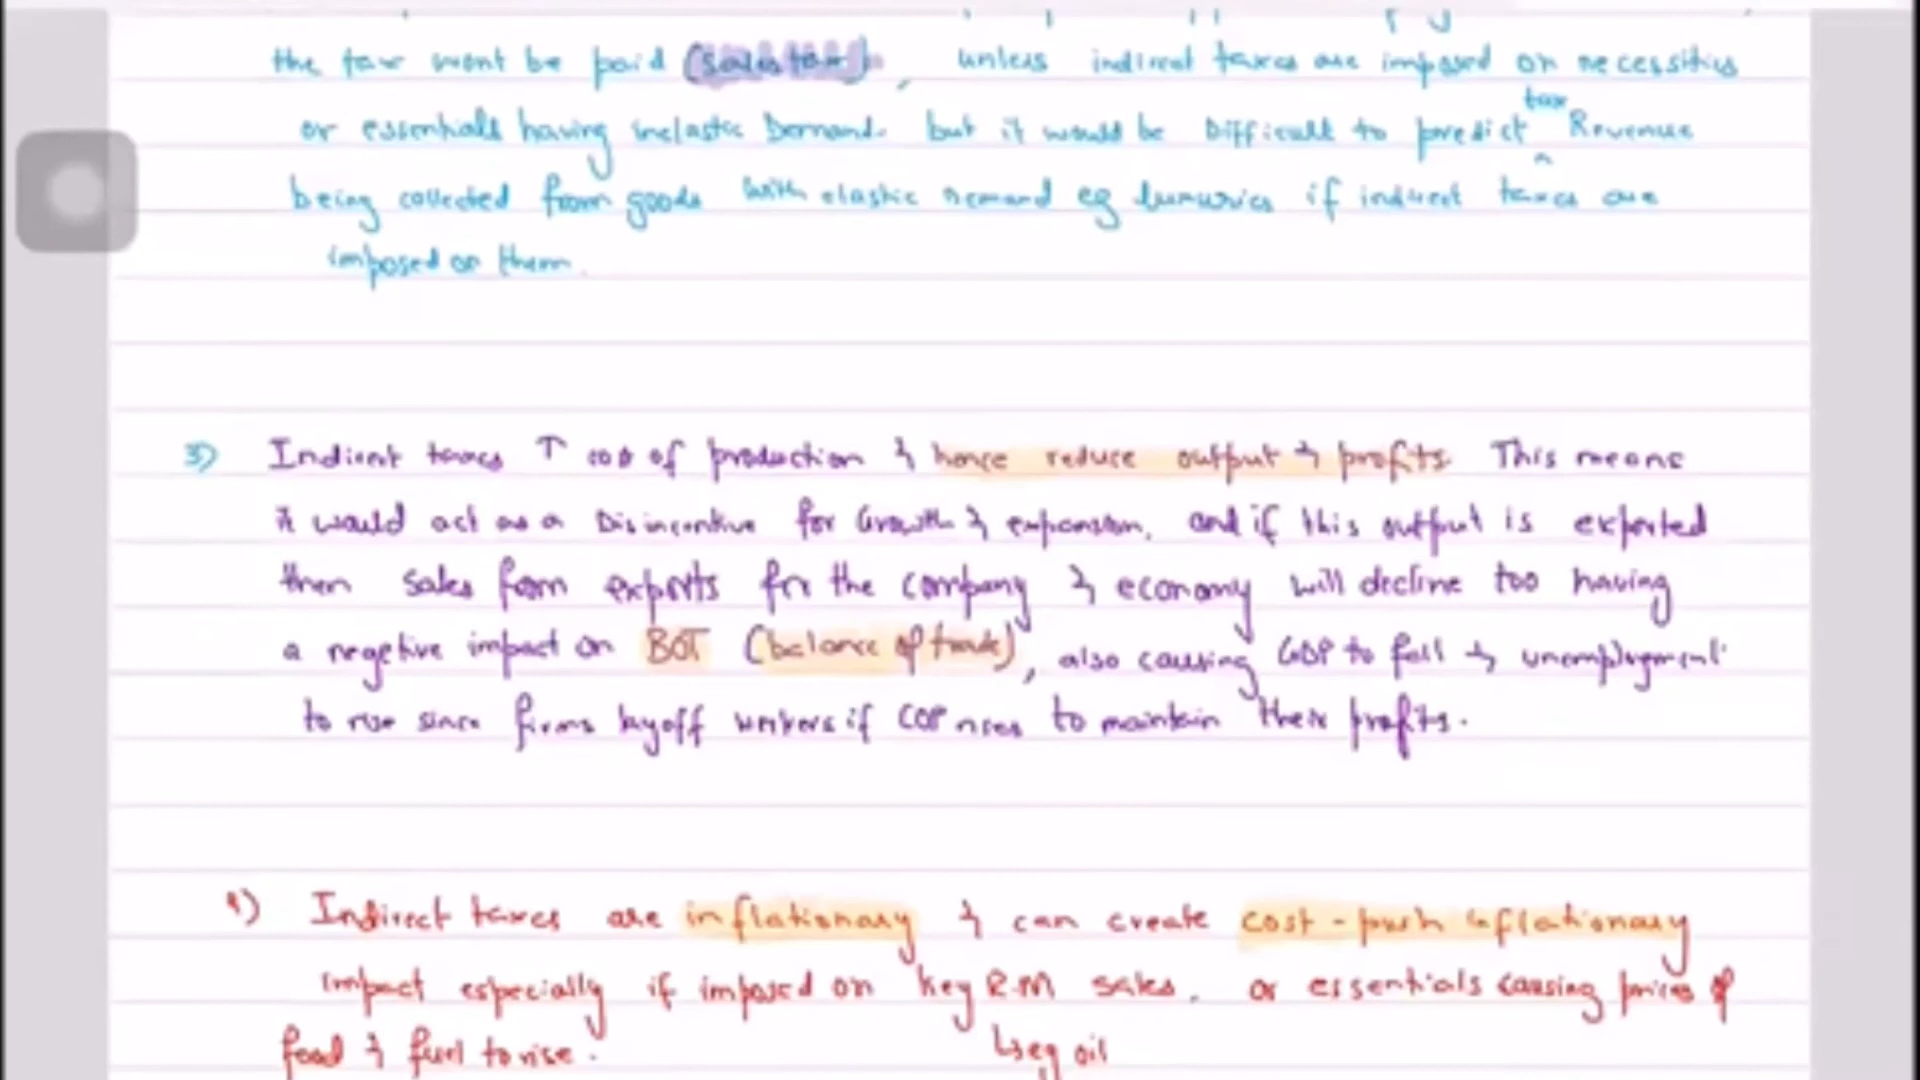 the tax wont be paid (sales tax), unless indirect taxes are imposed on necessities
or essentials having inelastic Demand. but it would be Difficult to predict tax Revenue
being collected from goods with elastic Demand eg luxuries if indirect taxes are
imposed on them.
3) Indirect taxes ↑ cost of production & hence reduce output & profits. This means
it would act as a Disincentive for Growth & expansion. and if this output is exported
then sales from exports for the company & economy will decline too having
a negetive impact on BOT (balance of trade), also causing GDP to fall & unemployment
to rise since firms layoff workers if COP rises to maintain their profits.
4) Indirect taxes are inflationary & can create cost-push inflationary
impact especially if imposed on key R.M sales. or essentials causing prices of
food & fuel to rise. ↳ eg oil